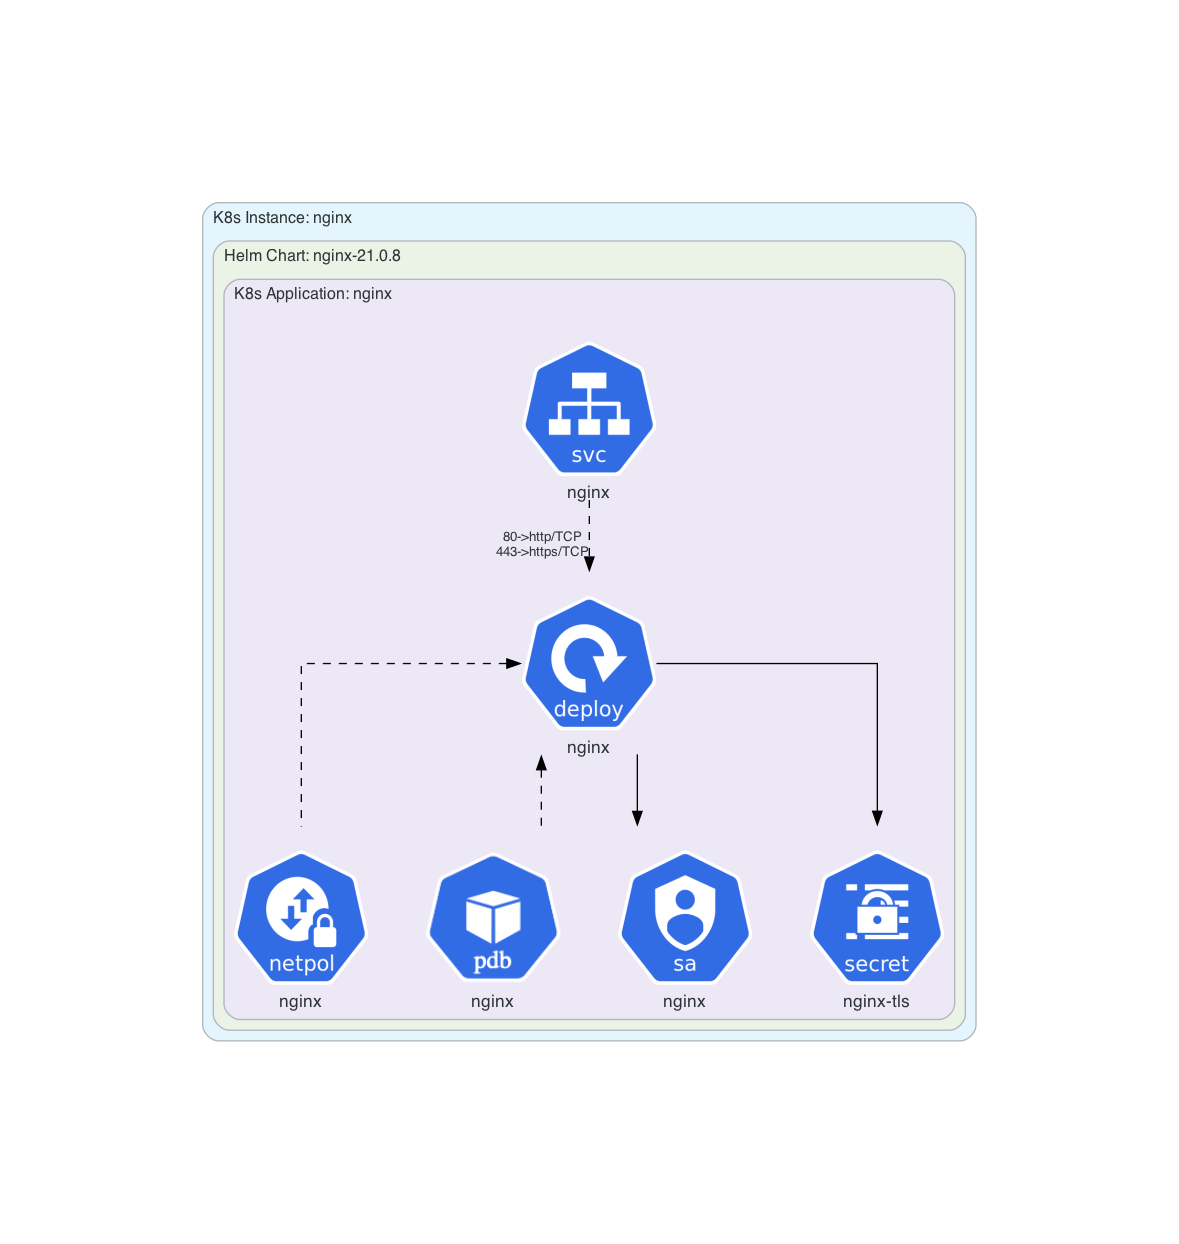 K8s Instance: nginx
Helm Chart: nginx-21.0.8
K8s Application: nginx
svc
nginx
80->http/TCP
443->https/TCP
deploy
nginx
netpol
nginx
pdb
nginx
sa
nginx
secret
nginx-tls